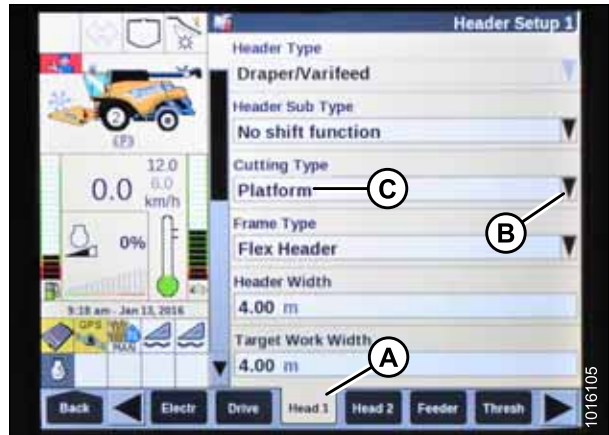 Header Setup 1
Header Type
Draper/Varifeed
Header Sub Type
No shift function
Cutting Type
Platform
C
B
Frame Type
Flex Header
Header Width
4.00 m
Target Work Width
4.00 m
A
2
(F)
12.0
6.0
0.0 km/h
0%
9:18 am - Jan 13, 2016
GPS
MAN
Back
Electr
Drive
Head 1
Head 2
Feeder
Thresh
1016105